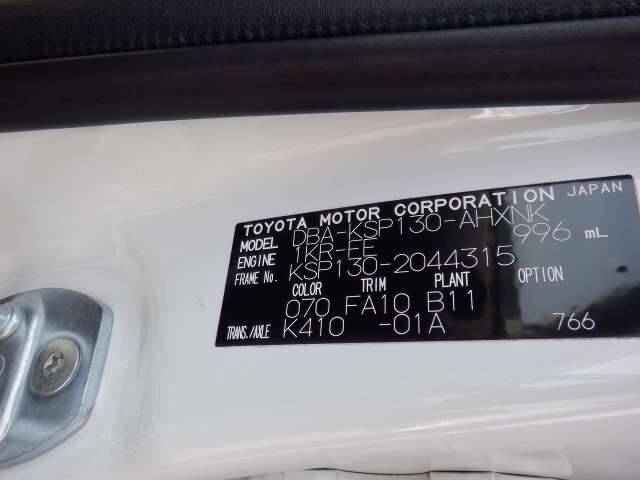 TOYOTA MOTOR CORPORATION JAPAN
MODEL DBA-KSP130-AHXNK
ENGINE 1KR-FE 996 mL
FRAME NO. KSP130-2044315
COLOR TRIM PLANT OPTION
070 FA10 B11
TRANS./AXLE K410 -01A 766